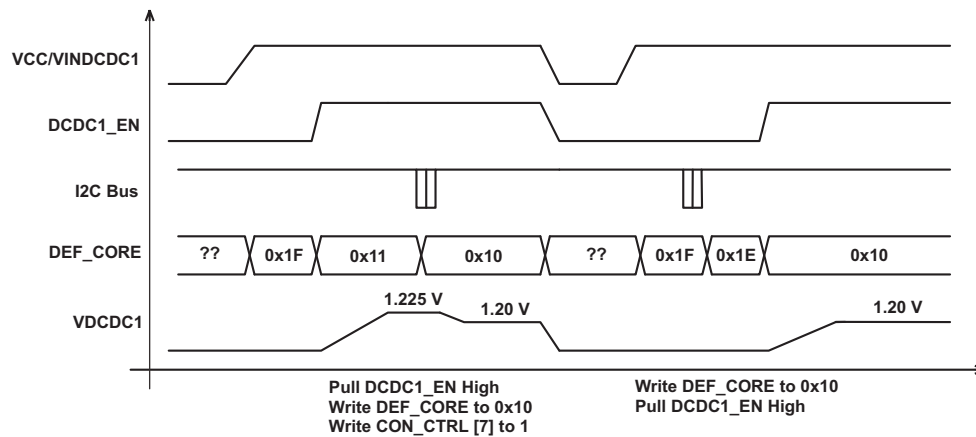 VCC/VINDCDC1
DCDC1_EN
I2C Bus
DEF_CORE
??
0x1F
0x11
0x10
??
0x1F
0x1E
0x10
1.225 V
1.20 V
1.20 V
VDCDC1
Pull DCDC1_EN High
Write DEF_CORE to 0x10
Write CON_CTRL [7] to 1
Write DEF_CORE to 0x10
Pull DCDC1_EN High